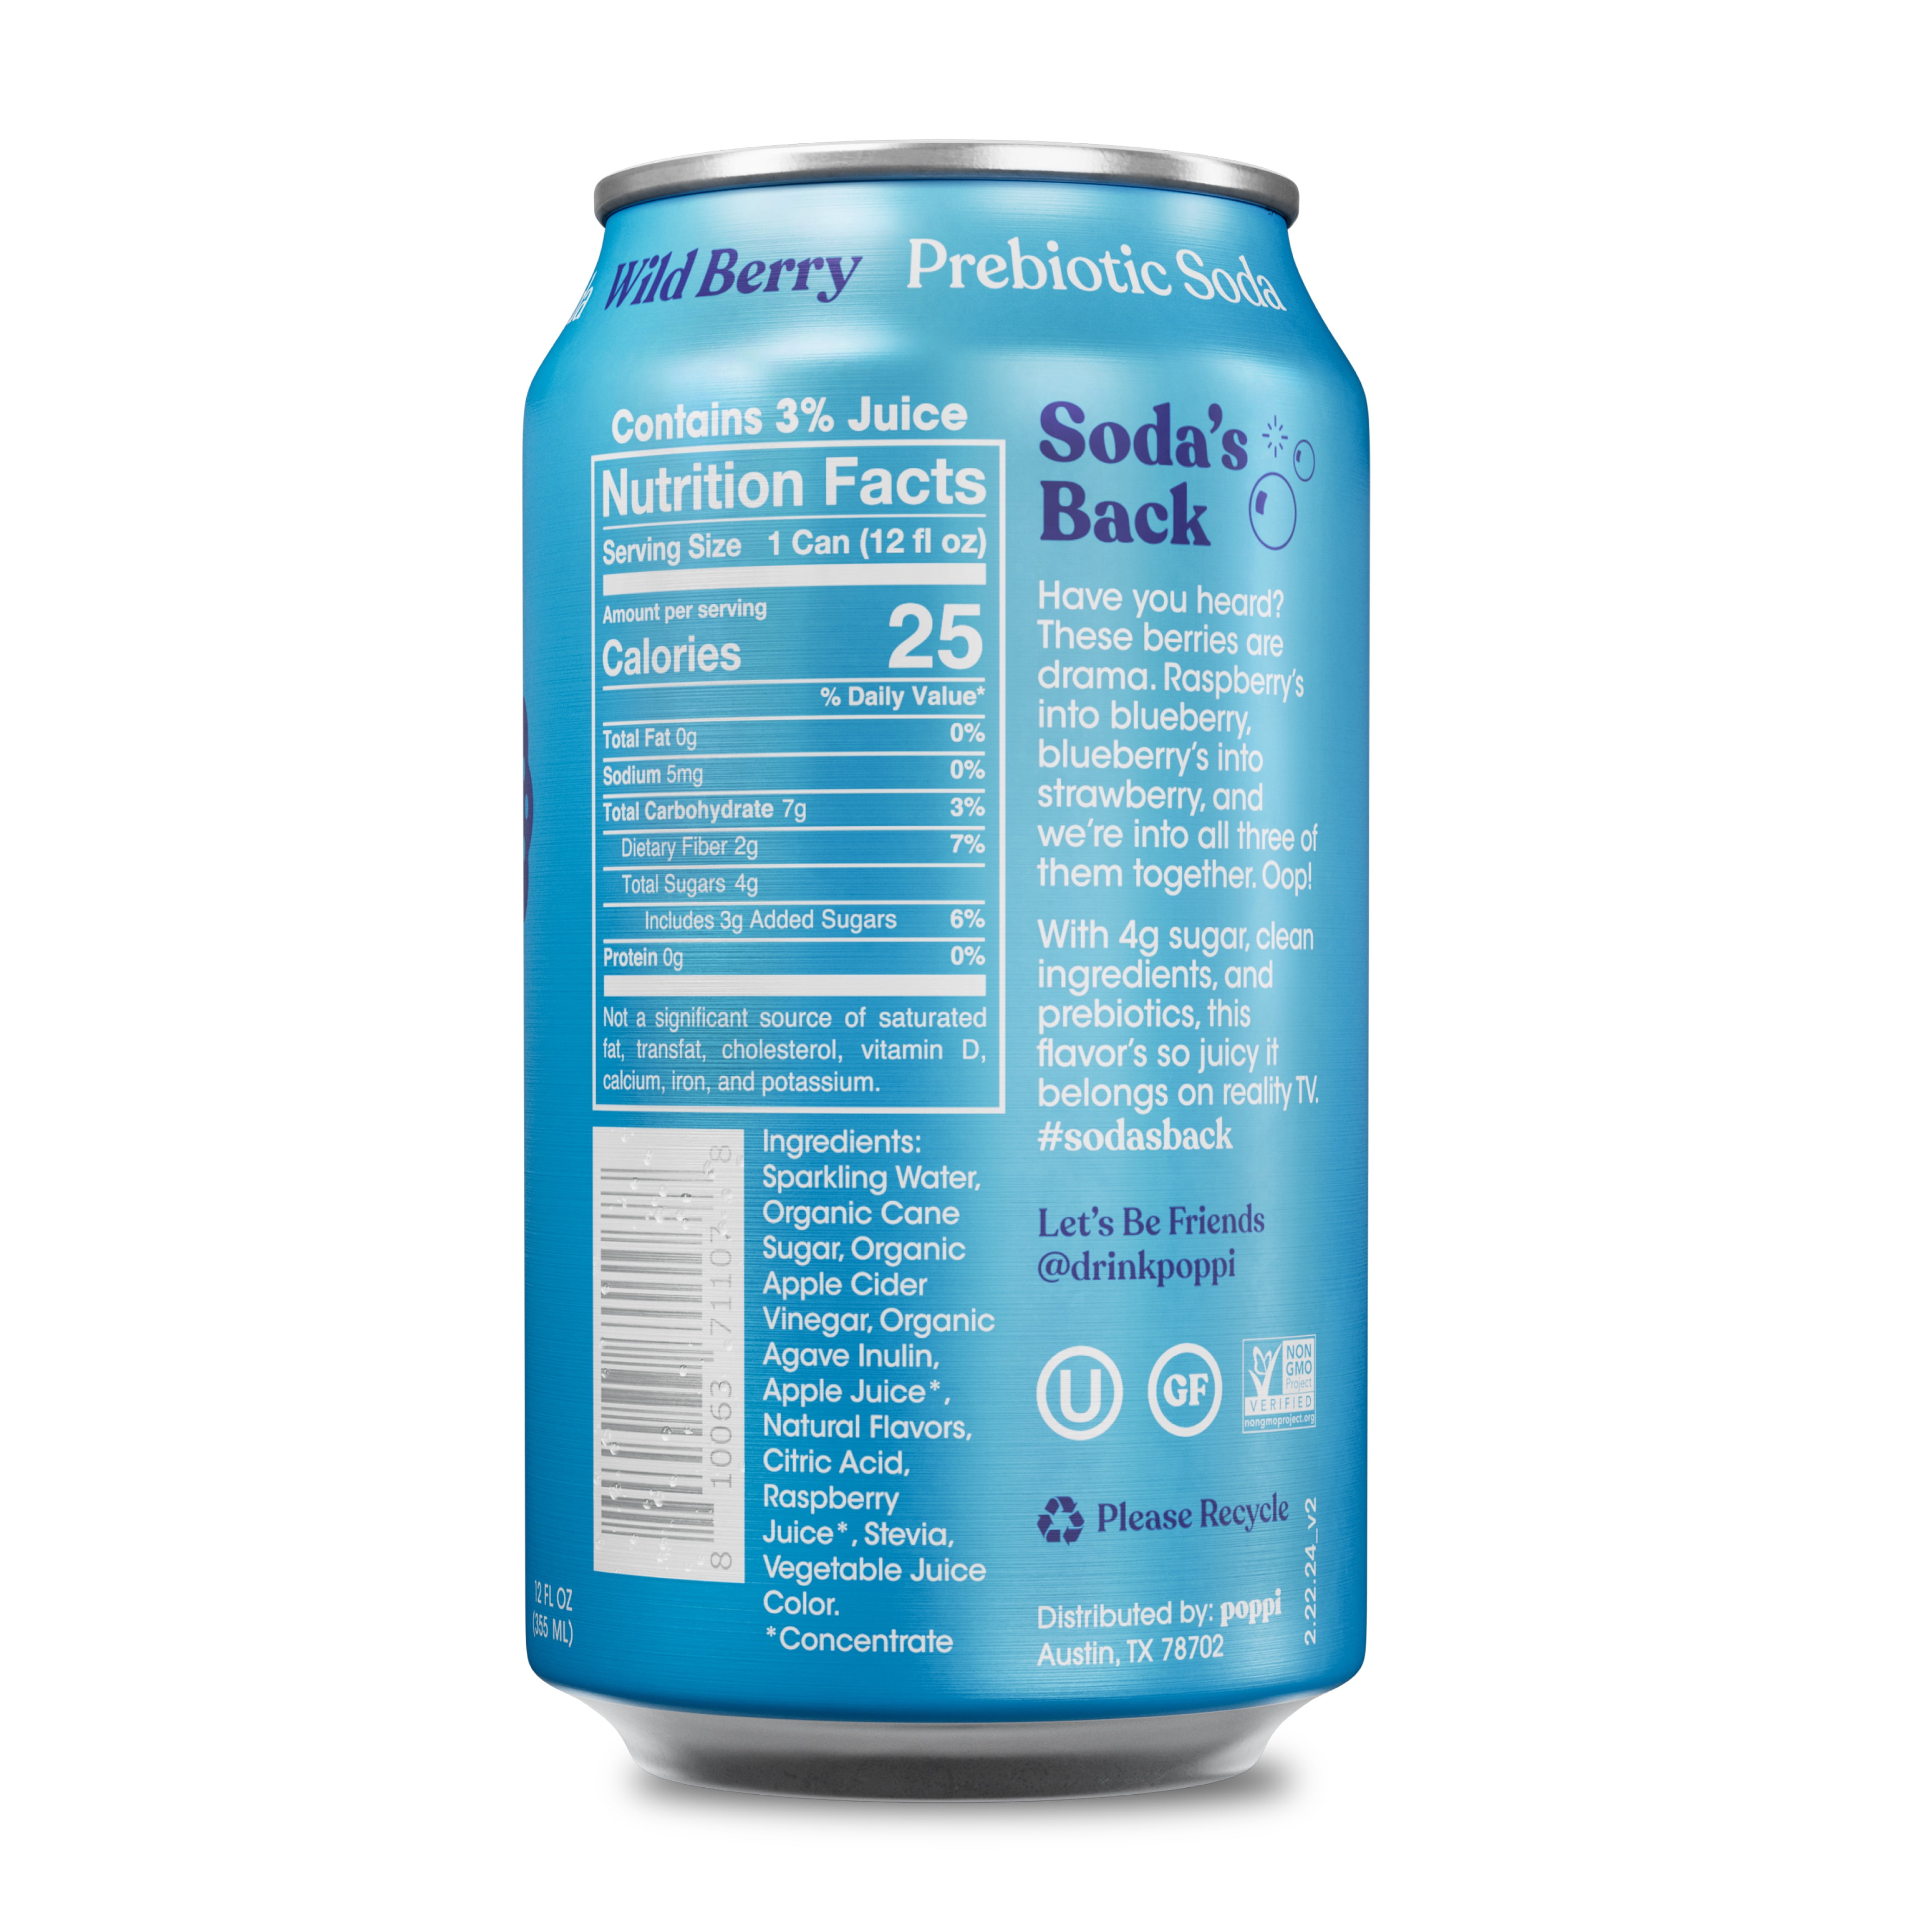 Wild Berry Prebiotic Soda
Contains 3% Juice
Nutrition Facts
Serving Size 1 Can (12 fl oz)
Amount per serving
Calories 25
% Daily Value*
Total Fat 0g 0%
Sodium 5mg 0%
Total Carbohydrate 7g 3%
Dietary Fiber 2g 7%
Total Sugars 4g
Includes 3g Added Sugars 6%
Protein 0g 0%
Not a significant source of saturated
fat, transfat, cholesterol, vitamin D,
calcium, iron, and potassium.
8 10063 71107 8
Ingredients:
Sparkling Water,
Organic Cane
Sugar, Organic
Apple Cider
Vinegar, Organic
Agave Inulin,
Apple Juice*,
Natural Flavors,
Citric Acid,
Raspberry
Juice*, Stevia,
Vegetable Juice
Color.
*Concentrate
12 FL OZ
(355 ML)
Soda's
Back
Have you heard?
These berries are
drama. Raspberry's
into blueberry,
blueberry's into
strawberry, and
we're into all three of
them together. Oop!
With 4g sugar, clean
ingredients, and
prebiotics, this
flavor's so juicy it
belongs on reality TV.
#sodasback
Let's Be Friends
@drinkpoppi
U
GF
NON
GMO
Project
VERIFIED
nongmoproject.org
Please Recycle
Distributed by: poppi
Austin, TX 78702
2.22.24_V2